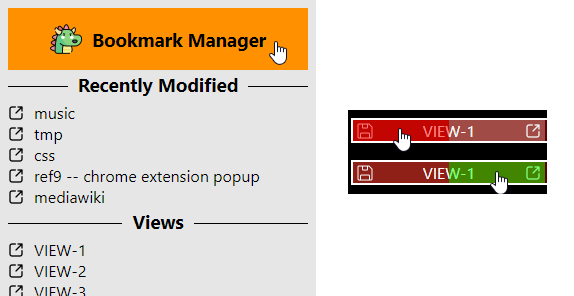 Bookmark Manager
Recently Modified
music
tmp
css
ref9 -- chrome extension popup
mediawiki
Views
VIEW-1
VIEW-2
VIEW-3
VIEW-1
VIEW-1